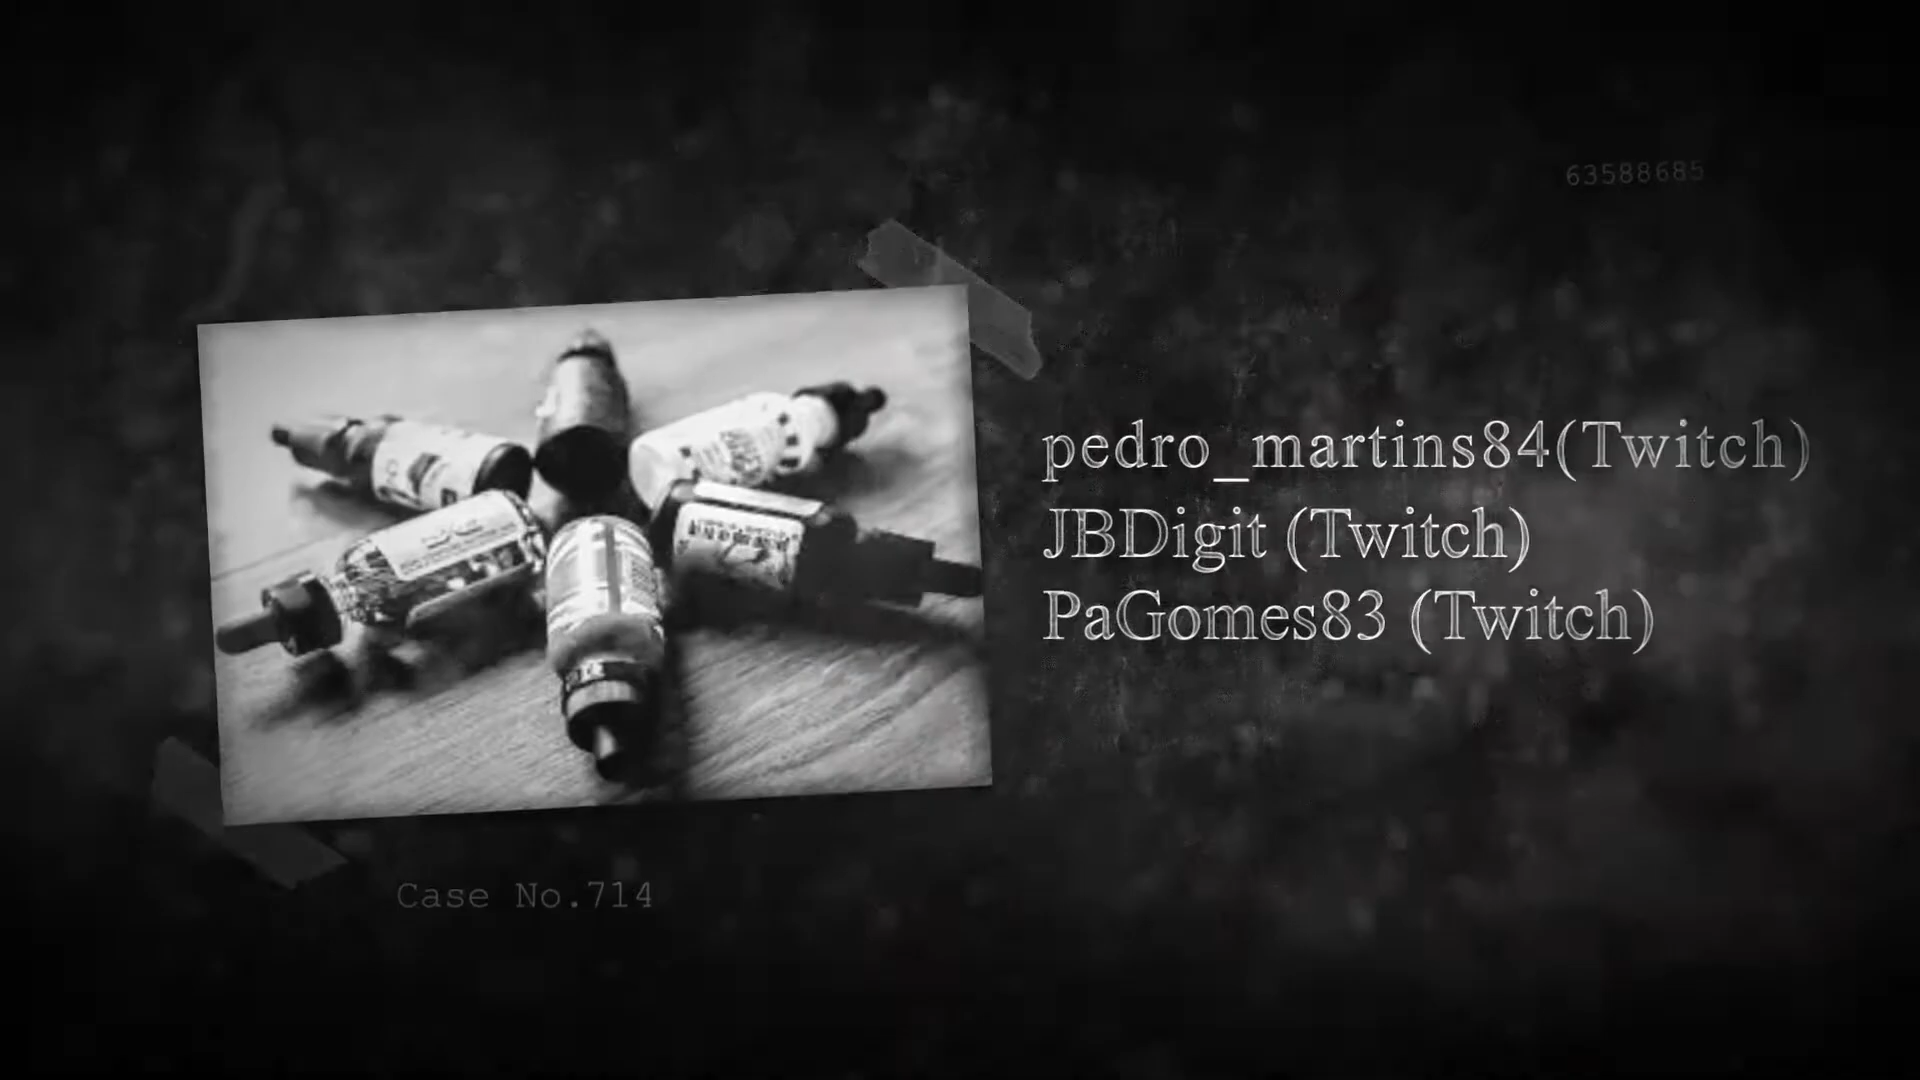 63588685
pedro_martins84(Twitch)
JBDigit (Twitch)
PaGomes83 (Twitch)
Case No.714